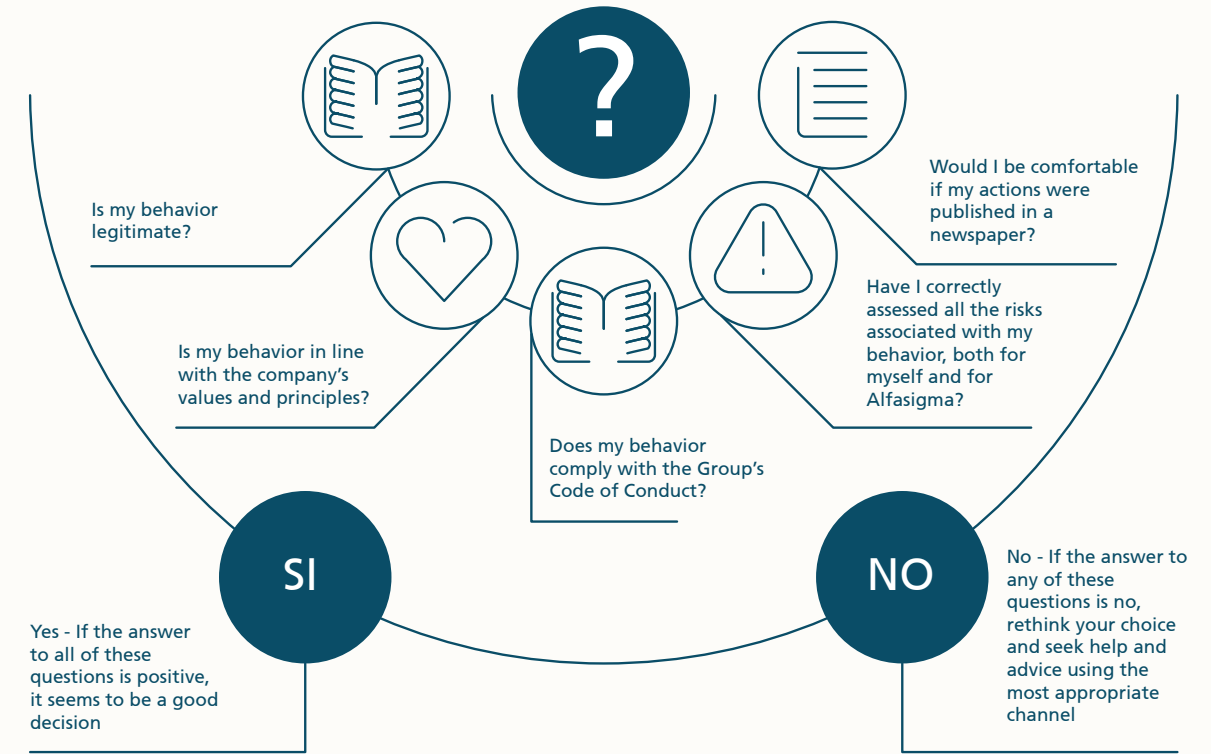 ?
Is my behavior
legitimate?
Is my behavior in line
with the company's
values and principles?
Does my behavior
comply with the Group's
Code of Conduct?
Have I correctly
assessed all the risks
associated with my
behavior, both for
myself and for
Alfasigma?
Would I be comfortable
if my actions were
published in a
newspaper?
SI
Yes - If the answer
to all of these
questions is positive,
it seems to be a good
decision
NO
No - If the answer to
any of these
questions is no,
rethink your choice
and seek help and
advice using the
most appropriate
channel